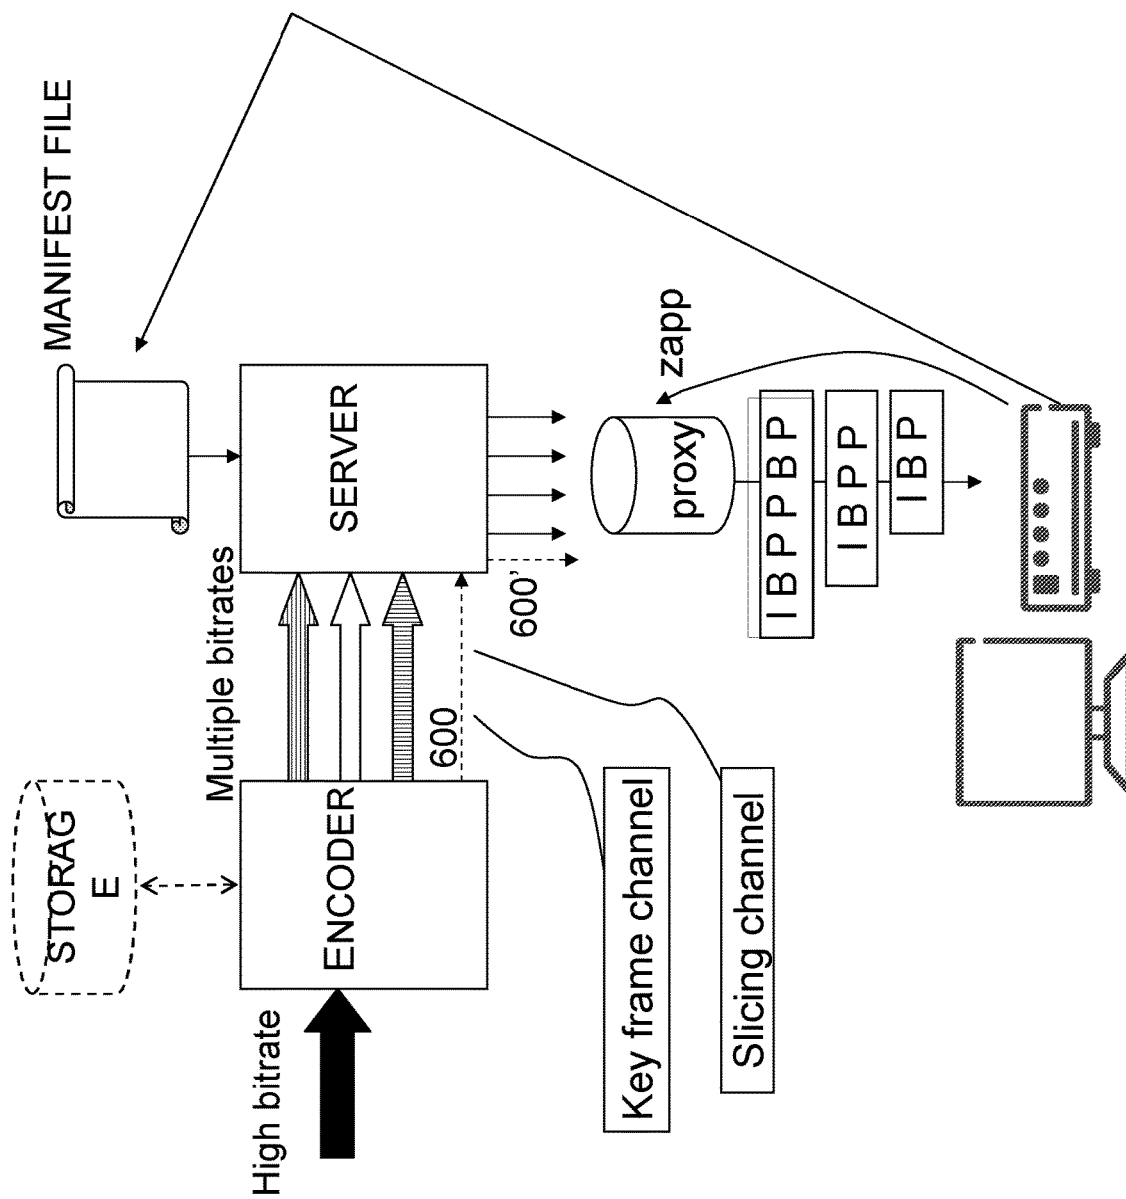 MANIFEST FILE
STORAG
E
Multiple bitrates
High bitrate
ENCODER
SERVER
600
600'
zapp
proxy
Key frame channel
Slicing channel
I B P P B P
I B P P
I B P